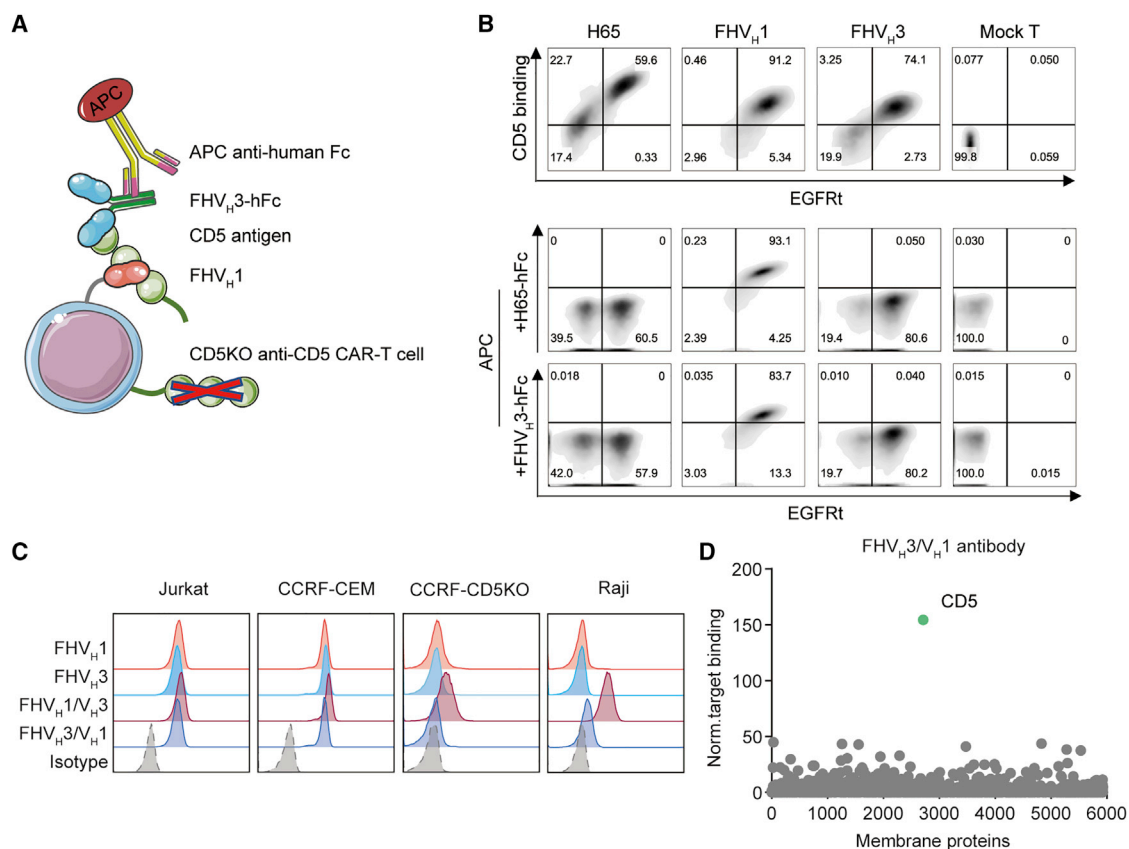 A
APC
APC anti-human Fc
FHVH3-hFc
CD5 antigen
FHVH1
CD5KO anti-CD5 CAR-T cell
B
H65 FHVH1 FHVH3 Mock T
CD5 binding
22.7 59.6 0.46 91.2 3.25 74.1 0.077 0.050
17.4 0.33 2.96 5.34 19.9 2.73 99.8 0.059
EGFRt
APC
+H65-hFc
0 0 0.23 93.1 0 0.050 0.030 0
39.5 60.5 2.39 4.25 19.4 80.6 100.0 0
+FHVH3-hFc
0.018 0 0.035 83.7 0.010 0.040 0.015 0
42.0 57.9 3.03 13.3 19.7 80.2 100.0 0.015
EGFRt
C
Jurkat CCRF-CEM CCRF-CD5KO Raji
FHVH1
FHVH3
FHVH1/VH3
FHVH3/VH1
Isotype
D
FHVH3/VH1 antibody
Norm.target binding
200
150
100
50
0
CD5
0 1000 2000 3000 4000 5000 6000
Membrane proteins